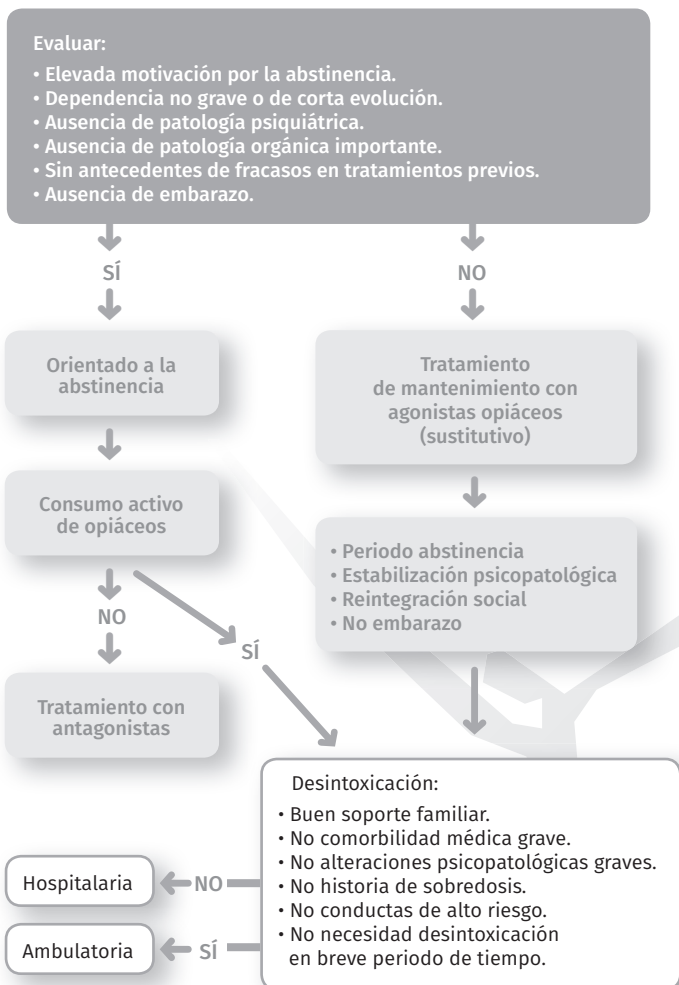 Evaluar:
• Elevada motivación por la abstinencia.
• Dependencia no grave o de corta evolución.
• Ausencia de patología psiquiátrica.
• Ausencia de patología orgánica importante.
• Sin antecedentes de fracasos en tratamientos previos.
• Ausencia de embarazo.
SÍ
NO
Orientado a la
abstinencia
Tratamiento
de mantenimiento con
agonistas opiáceos
(sustitutivo)
Consumo activo
de opiáceos
• Periodo abstinencia
• Estabilización psicopatológica
• Reintegración social
• No embarazo
NO
SÍ
Tratamiento con
antagonistas
Desintoxicación:
• Buen soporte familiar.
• No comorbilidad médica grave.
• No alteraciones psicopatológicas graves.
• No historia de sobredosis.
• No conductas de alto riesgo.
• No necesidad desintoxicación
en breve periodo de tiempo.
Hospitalaria
NO
Ambulatoria
SÍ